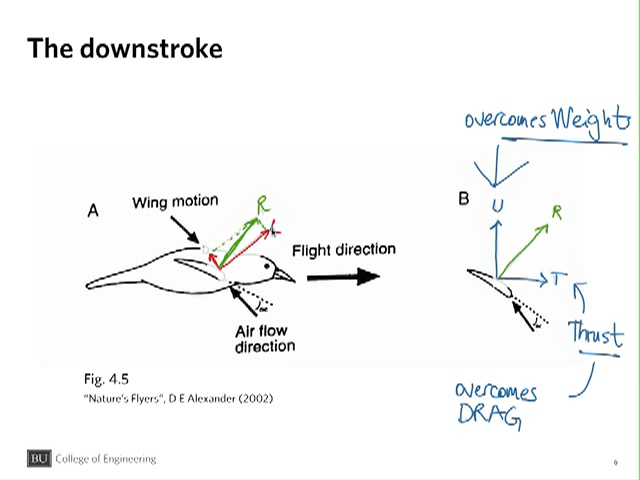 The downstroke
overcomes Weight
A
Wing motion
R
Flight direction
Air flow
direction
B
U
R
T
Thrust
overcomes
DRAG
Fig. 4.5
"Nature's Flyers", D E Alexander (2002)
BU College of Engineering
9